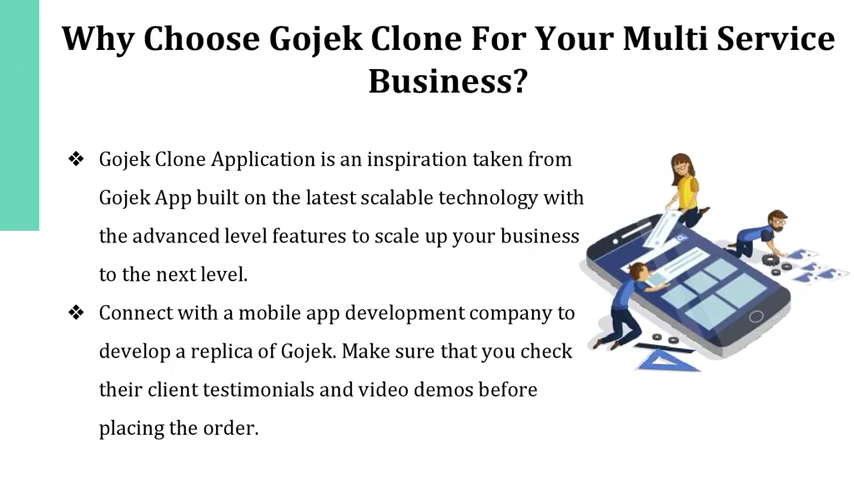 Why Choose Gojek Clone For Your Multi Service
Business?
❖ Gojek Clone Application is an inspiration taken from
Gojek App built on the latest scalable technology with
the advanced level features to scale up your business
to the next level.
❖ Connect with a mobile app development company to
develop a replica of Gojek. Make sure that you check
their client testimonials and video demos before
placing the order.